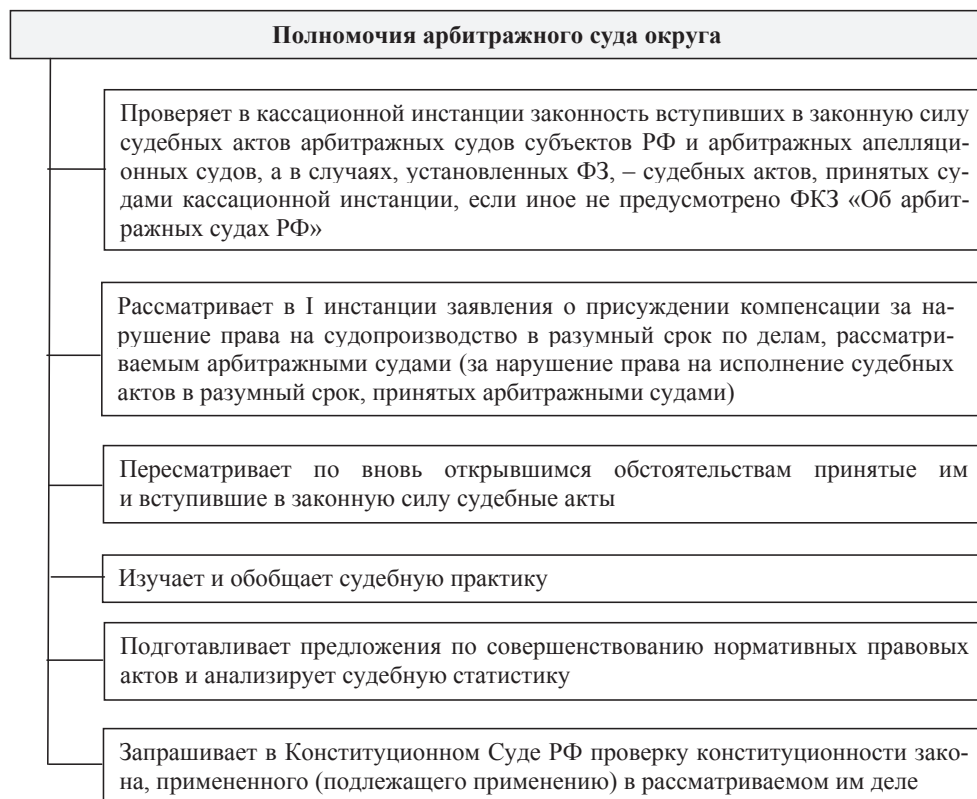 Полномочия арбитражного суда округа
Проверяет в кассационной инстанции законность вступивших в законную силу
судебных актов арбитражных судов субъектов РФ и арбитражных апелляци-
онных судов, а в случаях, установленных ФЗ, – судебных актов, принятых су-
дами кассационной инстанции, если иное не предусмотрено ФКЗ «Об арбит-
ражных судах РФ»
Рассматривает в I инстанции заявления о присуждении компенсации за на-
рушение права на судопроизводство в разумный срок по делам, рассматри-
ваемым арбитражными судами (за нарушение права на исполнение судебных
актов в разумный срок, принятых арбитражными судами)
Пересматривает по вновь открывшимся обстоятельствам принятые им
и вступившие в законную силу судебные акты
Изучает и обобщает судебную практику
Подготавливает предложения по совершенствованию нормативных правовых
актов и анализирует судебную статистику
Запрашивает в Конституционном Суде РФ проверку конституционности зако-
на, примененного (подлежащего применению) в рассматриваемом им деле